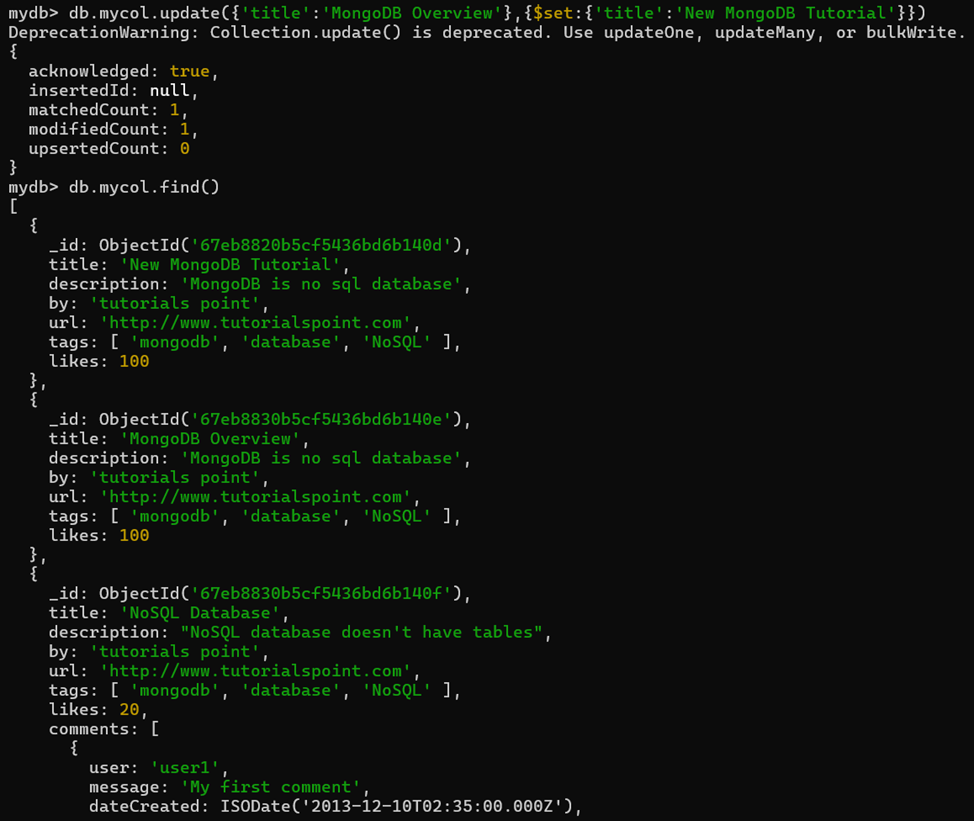 mydb> db.mycol.update({'title':'MongoDB Overview'},{$set:{'title':'New MongoDB Tutorial'}})
DeprecationWarning: Collection.update() is deprecated. Use updateOne, updateMany, or bulkWrite.
{
  acknowledged: true,
  insertedId: null,
  matchedCount: 1,
  modifiedCount: 1,
  upsertedCount: 0
}
mydb> db.mycol.find()
[
  {
    _id: ObjectId('67eb8820b5cf5436bd6b140d'),
    title: 'New MongoDB Tutorial',
    description: 'MongoDB is no sql database',
    by: 'tutorials point',
    url: 'http://www.tutorialspoint.com',
    tags: [ 'mongodb', 'database', 'NoSQL' ],
    likes: 100
  },
  {
    _id: ObjectId('67eb8830b5cf5436bd6b140e'),
    title: 'MongoDB Overview',
    description: 'MongoDB is no sql database',
    by: 'tutorials point',
    url: 'http://www.tutorialspoint.com',
    tags: [ 'mongodb', 'database', 'NoSQL' ],
    likes: 100
  },
  {
    _id: ObjectId('67eb8830b5cf5436bd6b140f'),
    title: 'NoSQL Database',
    description: "NoSQL database doesn't have tables",
    by: 'tutorials point',
    url: 'http://www.tutorialspoint.com',
    tags: [ 'mongodb', 'database', 'NoSQL' ],
    likes: 20,
    comments: [
      {
        user: 'user1',
        message: 'My first comment',
        dateCreated: ISODate('2013-12-10T02:35:00.000Z'),